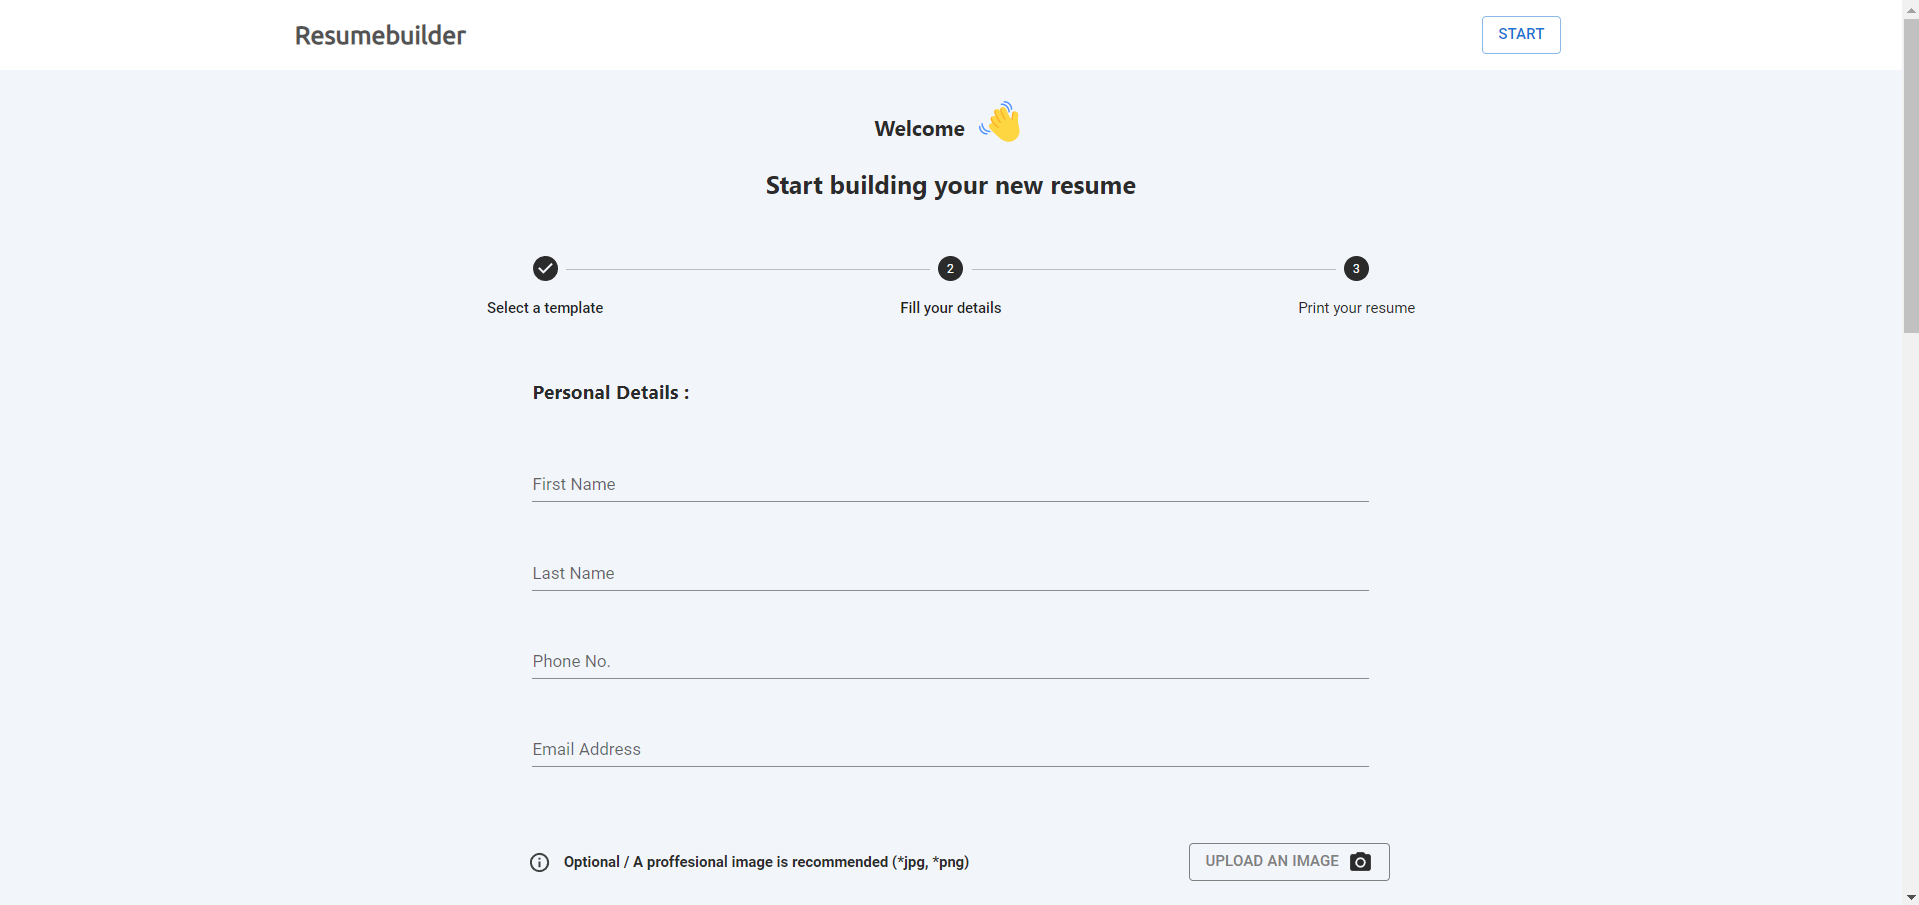 Resumebuilder
START
Welcome
Start building your new resume
2
3
Select a template
Fill your details
Print your resume
Personal Details :
First Name
Last Name
Phone No.
Email Address
Optional / A proffesional image is recommended (*jpg, *png)
UPLOAD AN IMAGE